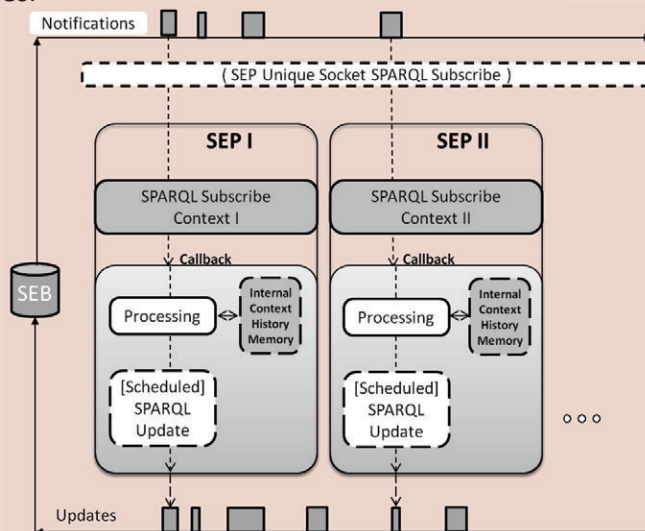 Notifications
( SEP Unique Socket SPARQL Subscribe )
SEP I
SPARQL Subscribe
Context I
Callback
Processing
Internal
Context
History
Memory
[Scheduled]
SPARQL
Update
SEP II
SPARQL Subscribe
Context II
Callback
Processing
Internal
Context
History
Memory
[Scheduled]
SPARQL
Update
SEB
Updates